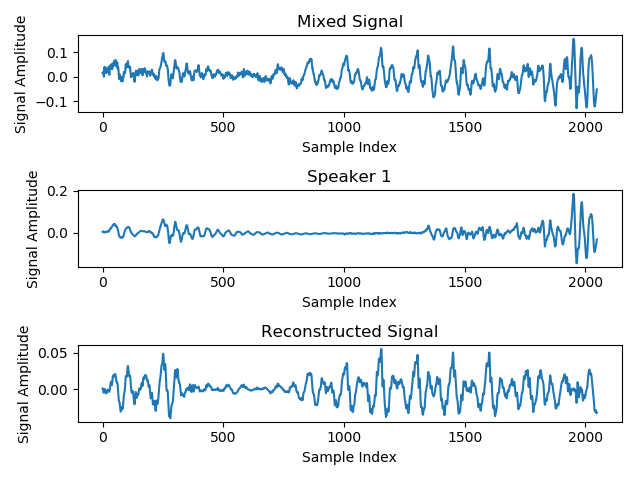 Mixed Signal
Signal Amplitude
0.1
0.0
−0.1
0
500
1000
1500
2000
Sample Index
Speaker 1
Signal Amplitude
0.2
0.0
0
500
1000
1500
2000
Sample Index
Reconstructed Signal
Signal Amplitude
0.05
0.00
0
500
1000
1500
2000
Sample Index